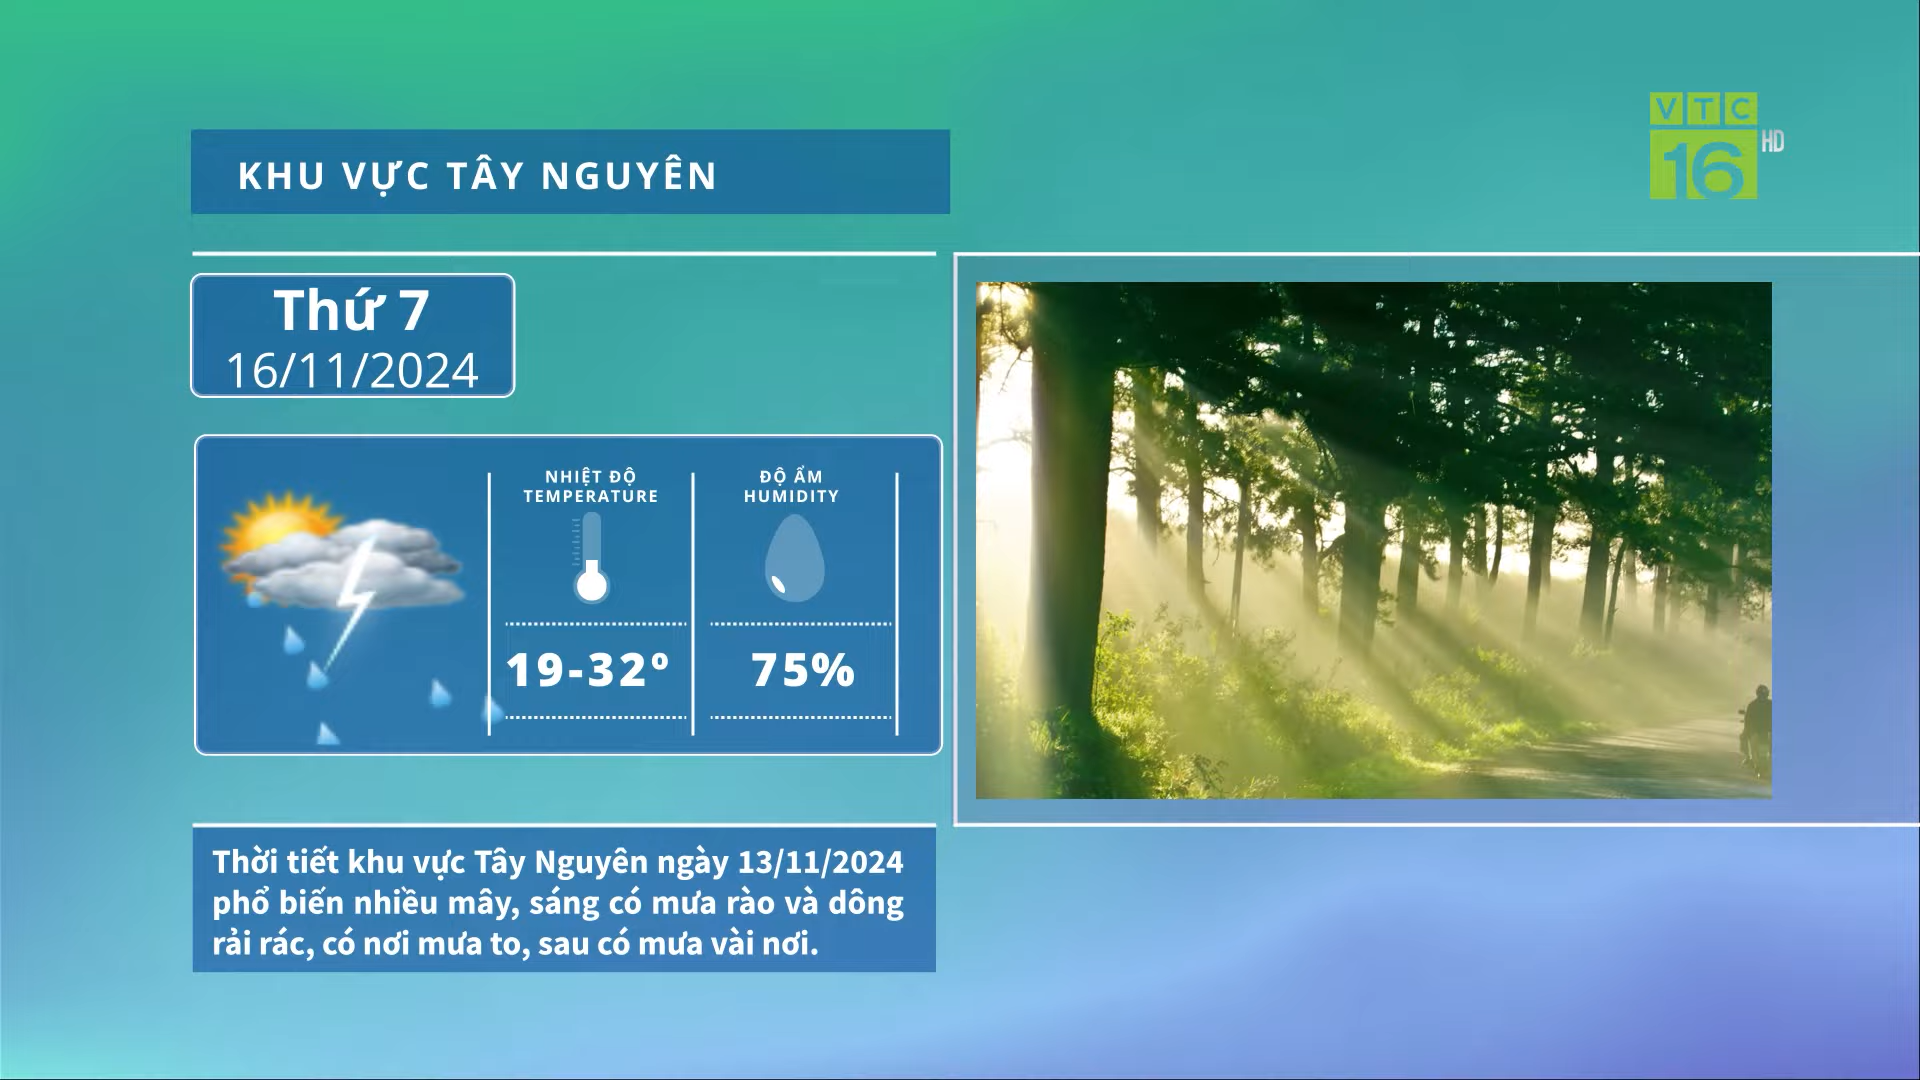 VTC
16
HD
KHU VỰC TÂY NGUYÊN
Thứ 7
16/11/2024
NHIỆT ĐỘ
TEMPERATURE
19-32°
ĐỘ ẨM
HUMIDITY
75%
Thời tiết khu vực Tây Nguyên ngày 13/11/2024
phổ biến nhiều mây, sáng có mưa rào và dông
rải rác, có nơi mưa to, sau có mưa vài nơi.